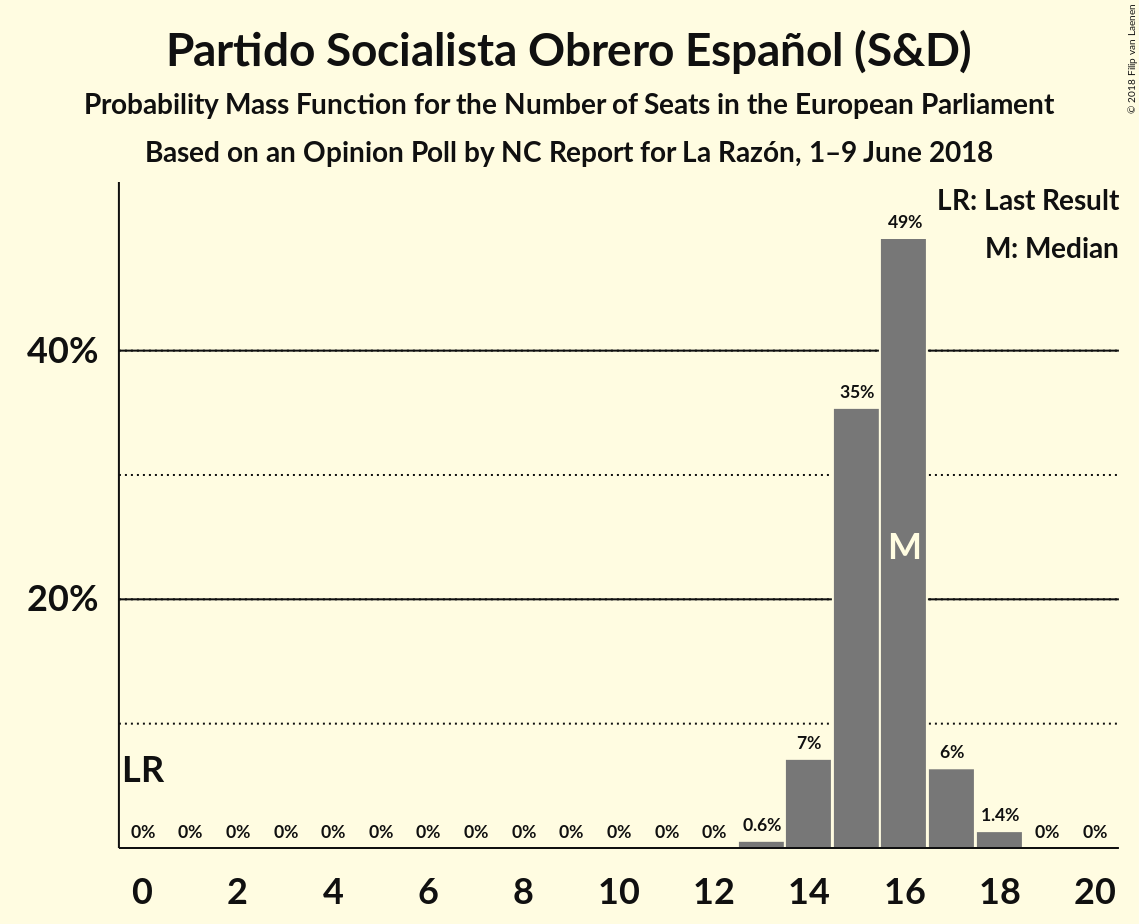 Partido Socialista Obrero Español (S&D)
Probability Mass Function for the Number of Seats in the European Parliament
Based on an Opinion Poll by NC Report for La Razón, 1–9 June 2018
© 2018 Filip van Laenen
LR: Last Result
M: Median
49%
40%
35%
M
20%
7%
6%
LR
0% 0% 0% 0% 0% 0% 0% 0% 0% 0% 0% 0% 0% 0.6% 1.4% 0% 0%
0 2 4 6 8 10 12 14 16 18 20